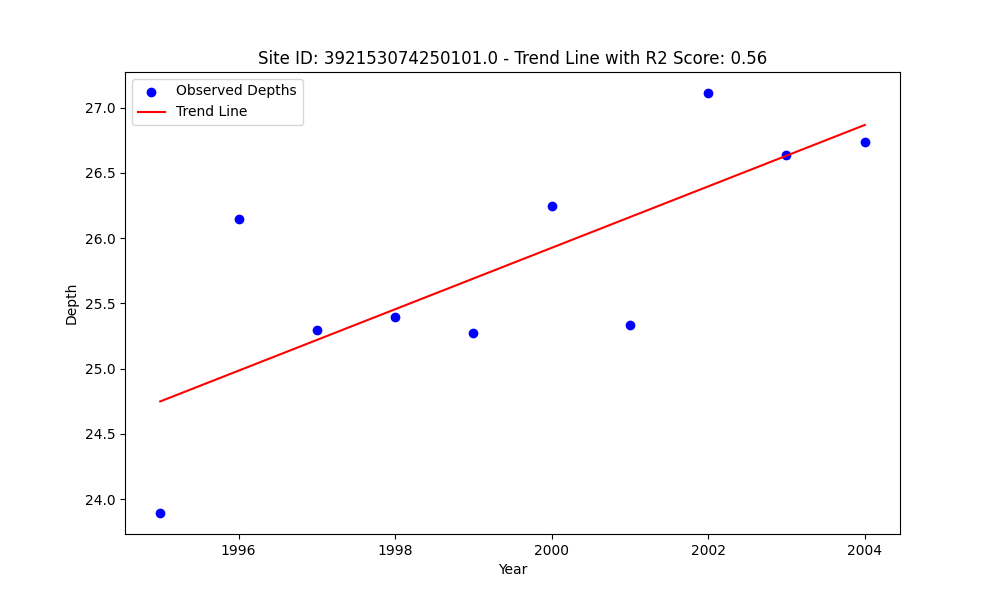 Site ID: 392153074250101.0 - Trend Line with R2 Score: 0.56
Observed Depths
Trend Line
27.0
26.5
26.0
25.5
25.0
24.5
24.0
Depth
1996
1998
2000
2002
2004
Year